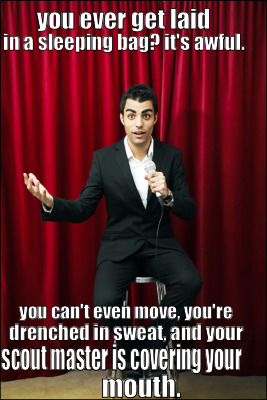 you ever get laid
in a sleeping bag? it's awful.
you can't even move, you're
drenched in sweat, and your
scout master is covering your
mouth.